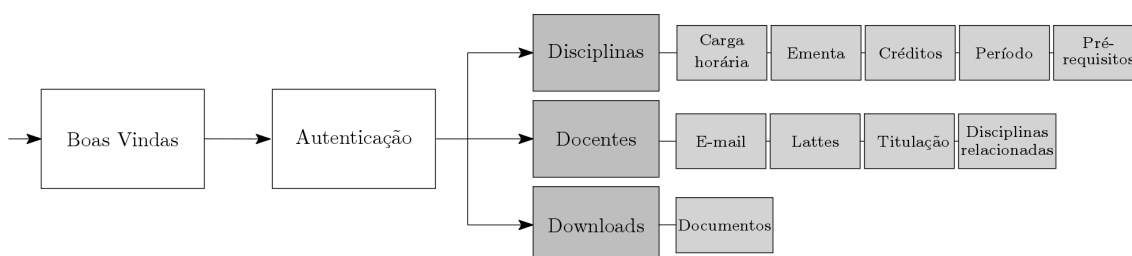 Boas Vindas
Autenticação
Disciplinas
Carga
horária
Ementa
Créditos
Período
Pré-
requisitos
Docentes
E-mail
Lattes
Titulação
Disciplinas
relacionadas
Downloads
Documentos